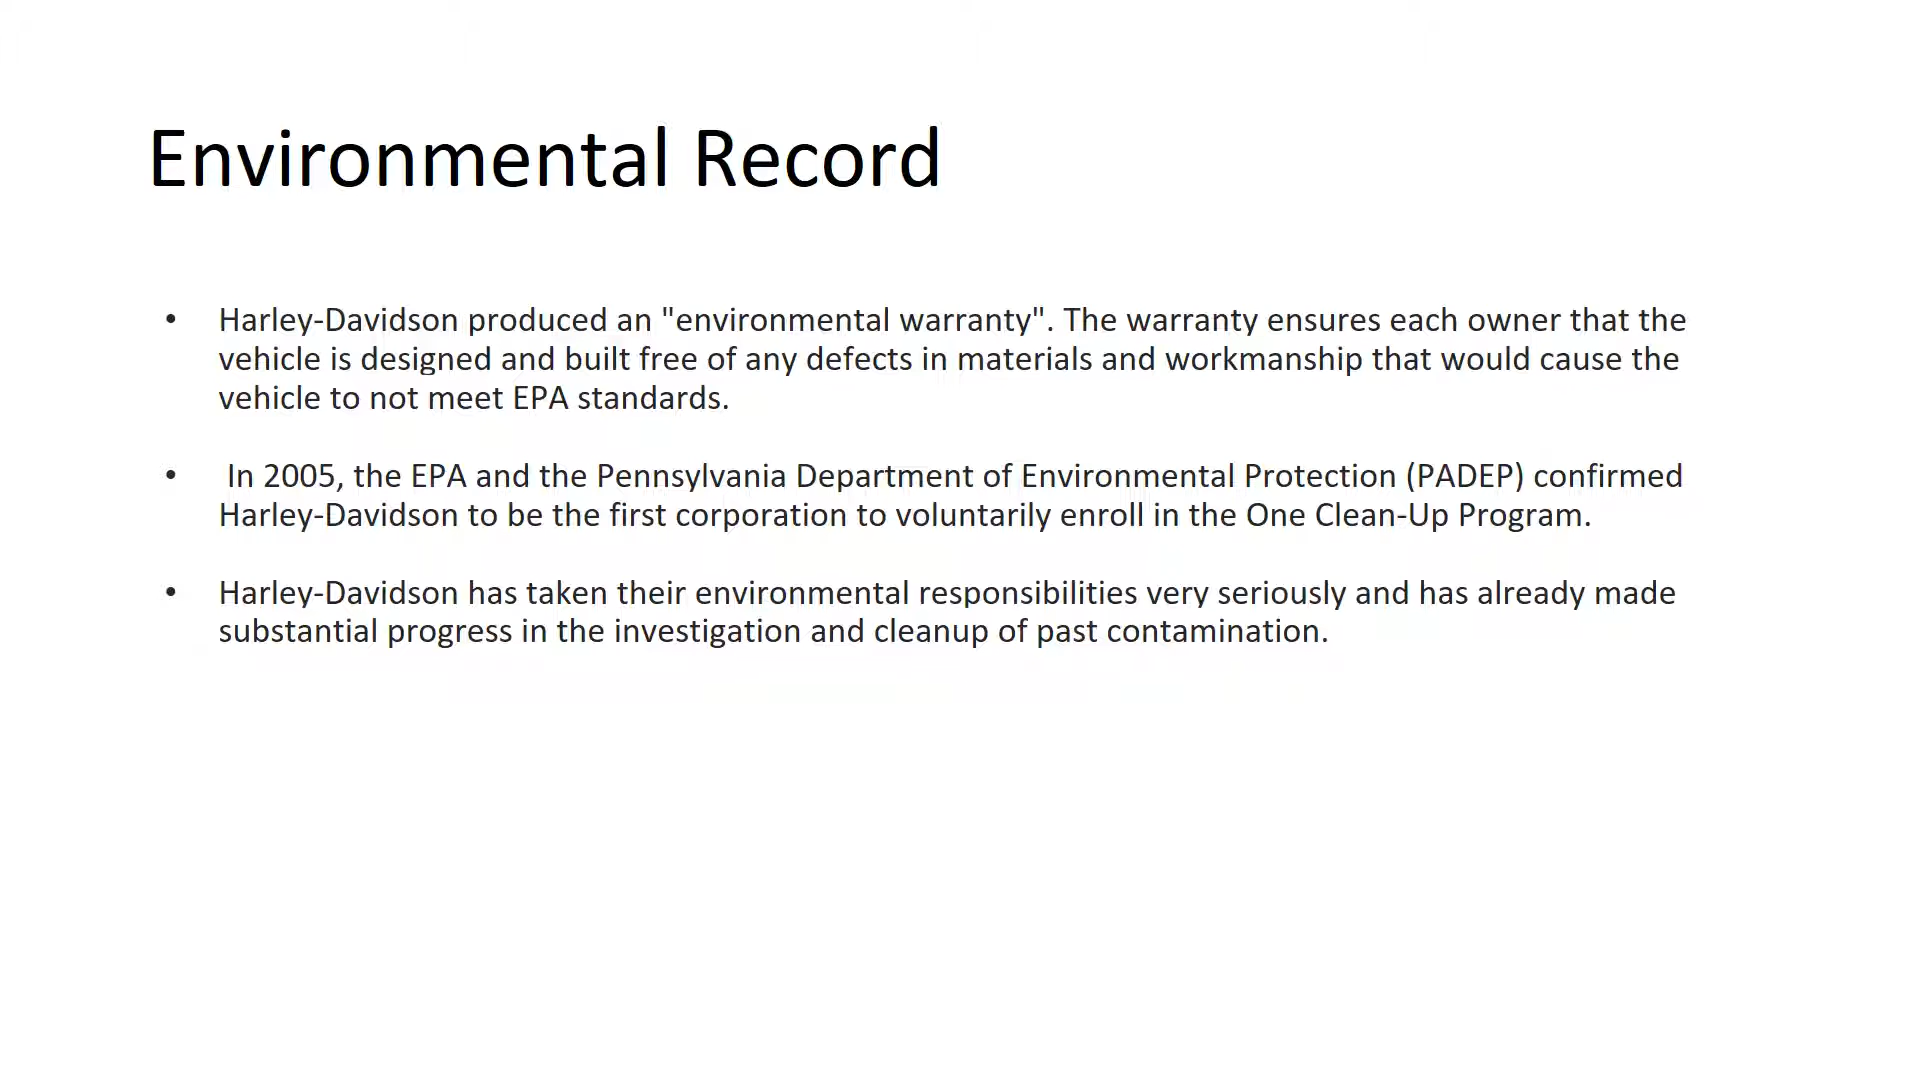 Environmental Record
• Harley-Davidson produced an "environmental warranty". The warranty ensures each owner that the
vehicle is designed and built free of any defects in materials and workmanship that would cause the
vehicle to not meet EPA standards.
• In 2005, the EPA and the Pennsylvania Department of Environmental Protection (PADEP) confirmed
Harley-Davidson to be the first corporation to voluntarily enroll in the One Clean-Up Program.
• Harley-Davidson has taken their environmental responsibilities very seriously and has already made
substantial progress in the investigation and cleanup of past contamination.